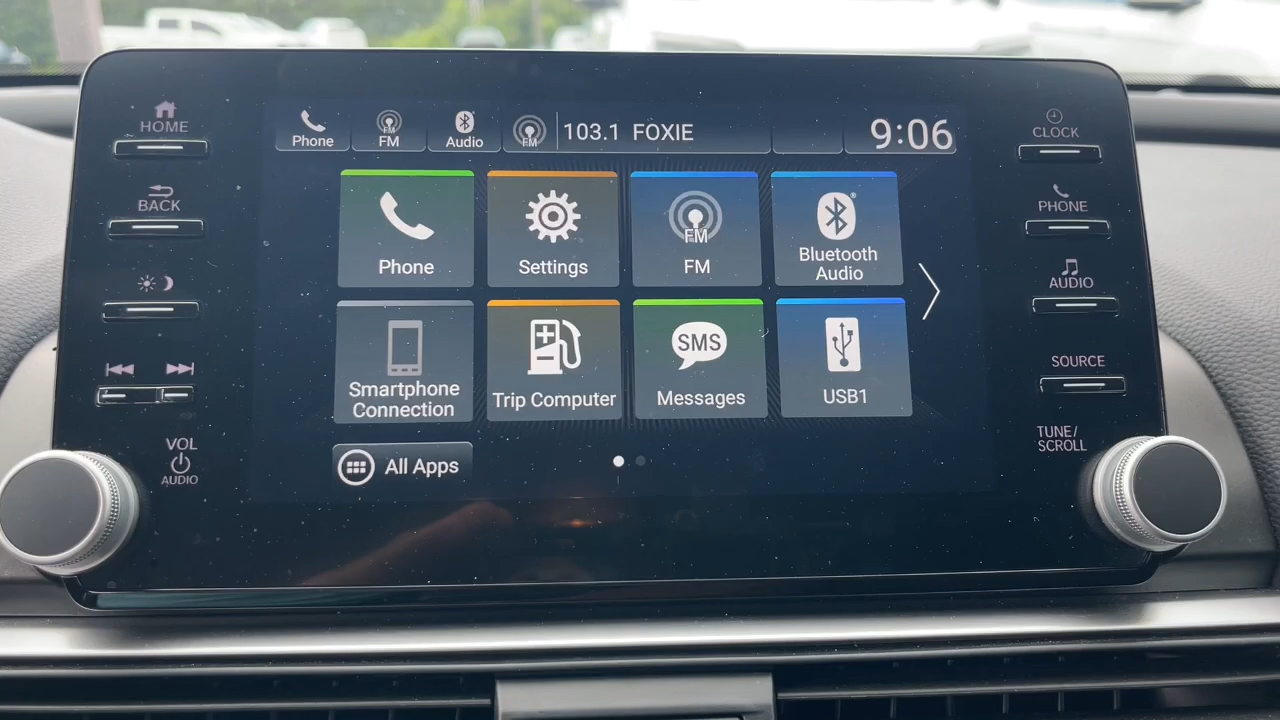 HOME
BACK
VOL
AUDIO
Phone
FM
FM
Audio
FM
103.1 FOXIE
9:06
Phone
Settings
FM
FM
Bluetooth
Audio
Smartphone
Connection
Trip Computer
SMS
Messages
USB1
All Apps
CLOCK
PHONE
AUDIO
SOURCE
TUNE/
SCROLL